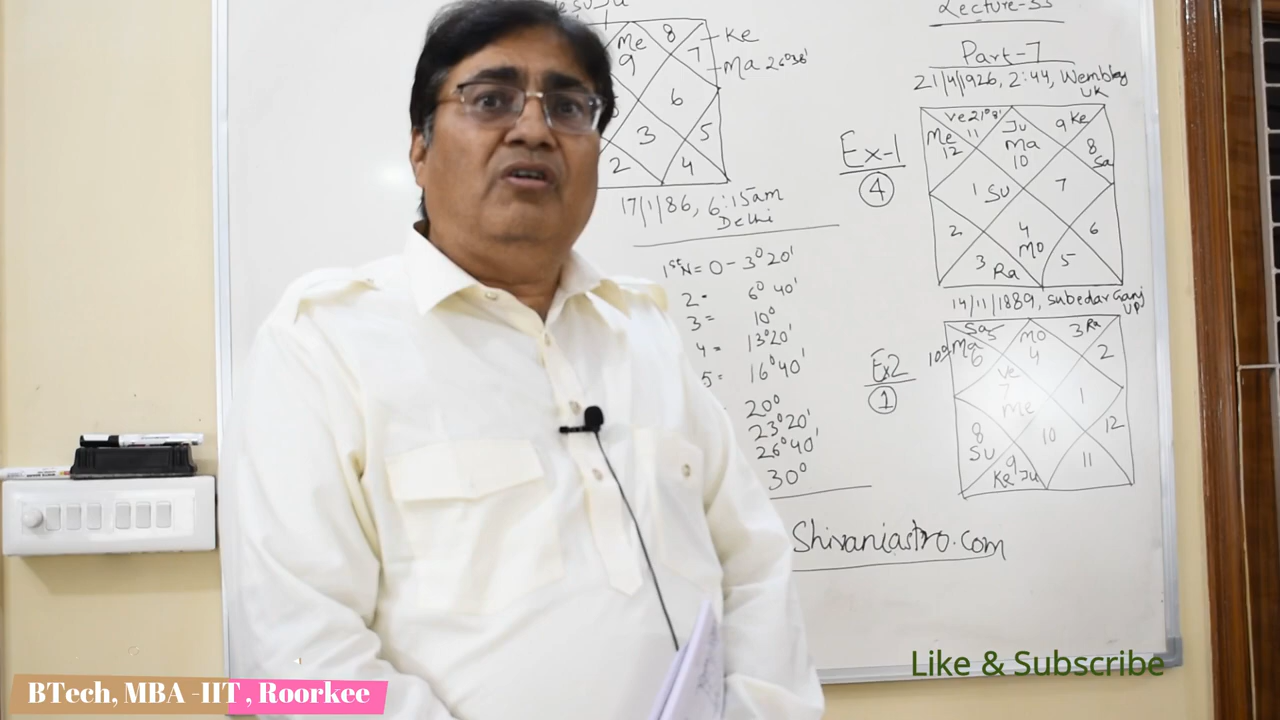 Lecture-55
Part-7
21/4/1926, 2:44, Wembley
UK
Ve 21°
Me 11
12
Ju
Ma
10
9 Ke
8
Sa
1 Su
7
2
4
Mo
6
3
Ra
5
Ex-1
4
Me
9
8
Ke
7
Ma 26°38'
6
3
5
2
4
17/1/86, 6:15am
Delhi
1st N = 0 - 3° 20'
2 = 6° 40'
3 = 10°
4 = 13° 20'
5 = 16° 40'
20°
23° 20'
26° 40'
30°
14/11/1889, Subedar Ganj
UP
Sa 5
Ma
6
Mo
4
3 Ra
2
Ve
7
Me
1
8
Su
10
12
9
Ke Ju
11
Ex2
1
Shivaniastro.com
Like & Subscribe
BTech, MBA -IIT , Roorkee